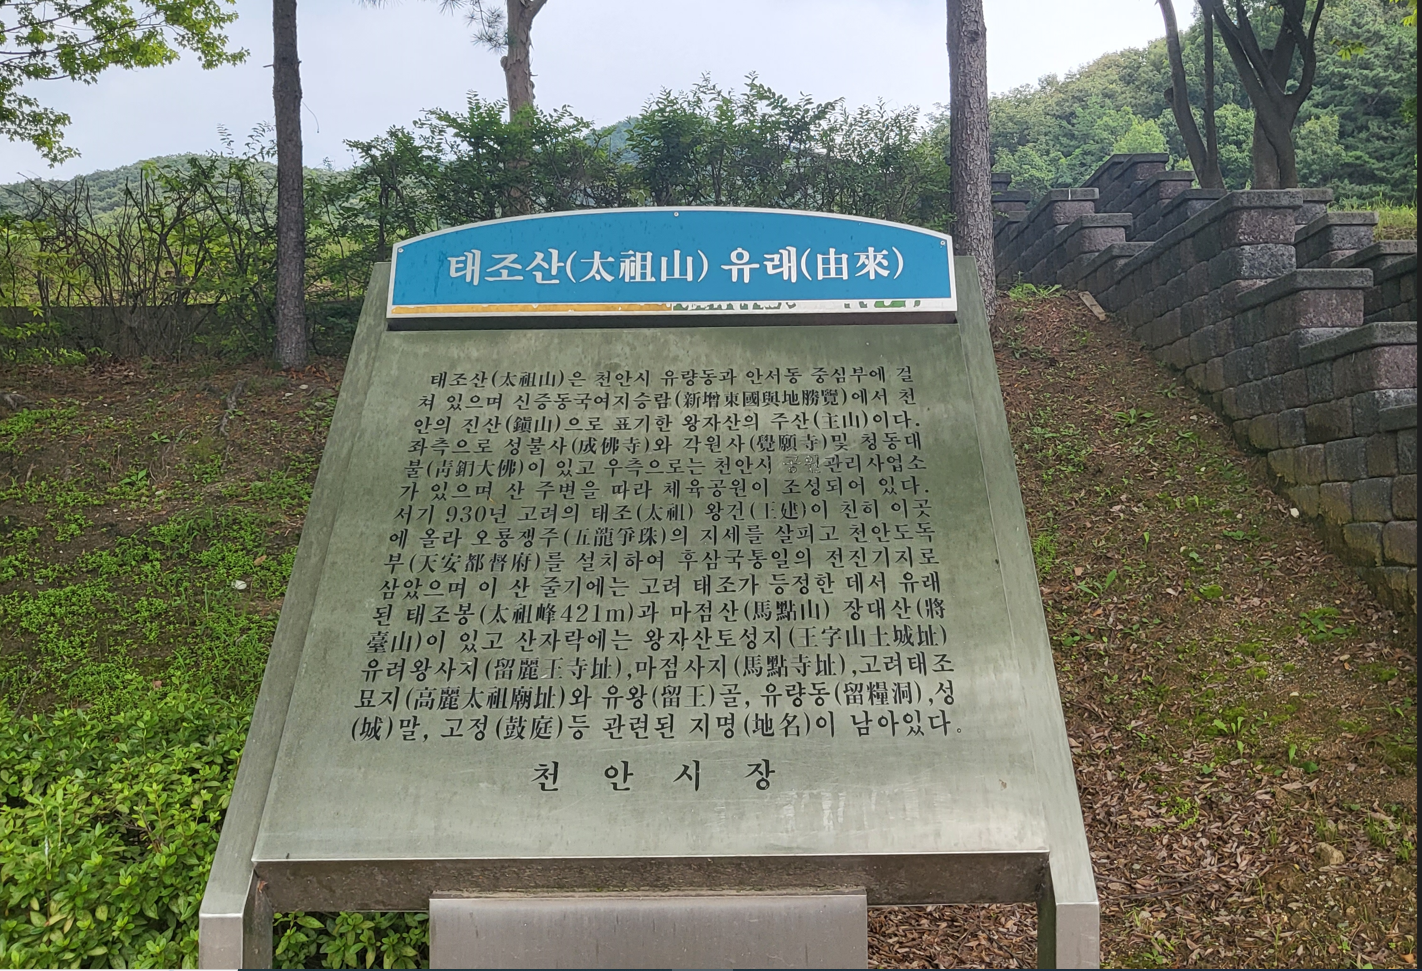 태조산(太祖山) 유래(由來)
태조산(太祖山)은 천안시 유량동과 안서동 중심부에 걸
쳐 있으며 신증동국여지승람(新增東國輿地勝覽)에서 천
안의 진산(鎭山)으로 표기한 왕자산의 주산(主山)이다.
좌측으로 성불사(成佛寺)와 각원사(覺願寺)및 청동대
불(靑銅大佛)이 있고 우측으로는 천안시 관리사업소
가 있으며 산 주변을 따라 체육공원이 조성되어 있다.
서기 930년 고려의 태조(太祖) 왕건(王建)이 친히 이곳
에 올라 오룡쟁주(五龍爭珠)의 지세를 살피고 천안도독
부(天安都督府)를 설치하여 후삼국통일의 전진기지로
삼았으며 이 산 줄기에는 고려 태조가 등정한 데서 유래
된 태조봉(太祖峰421m)과 마점산(馬點山) 장대산(將
臺山)이 있고 산자락에는 왕자산토성지(王字山土城址)
유려왕사지(留麗王寺址),마점사지(馬點寺址),고려태조
묘지(高麗太祖廟址)와 유왕(留王)골, 유량동(留糧洞),성
(城)말, 고정(鼓庭)등 관련된 지명(地名)이 남아있다.
천 안 시 장